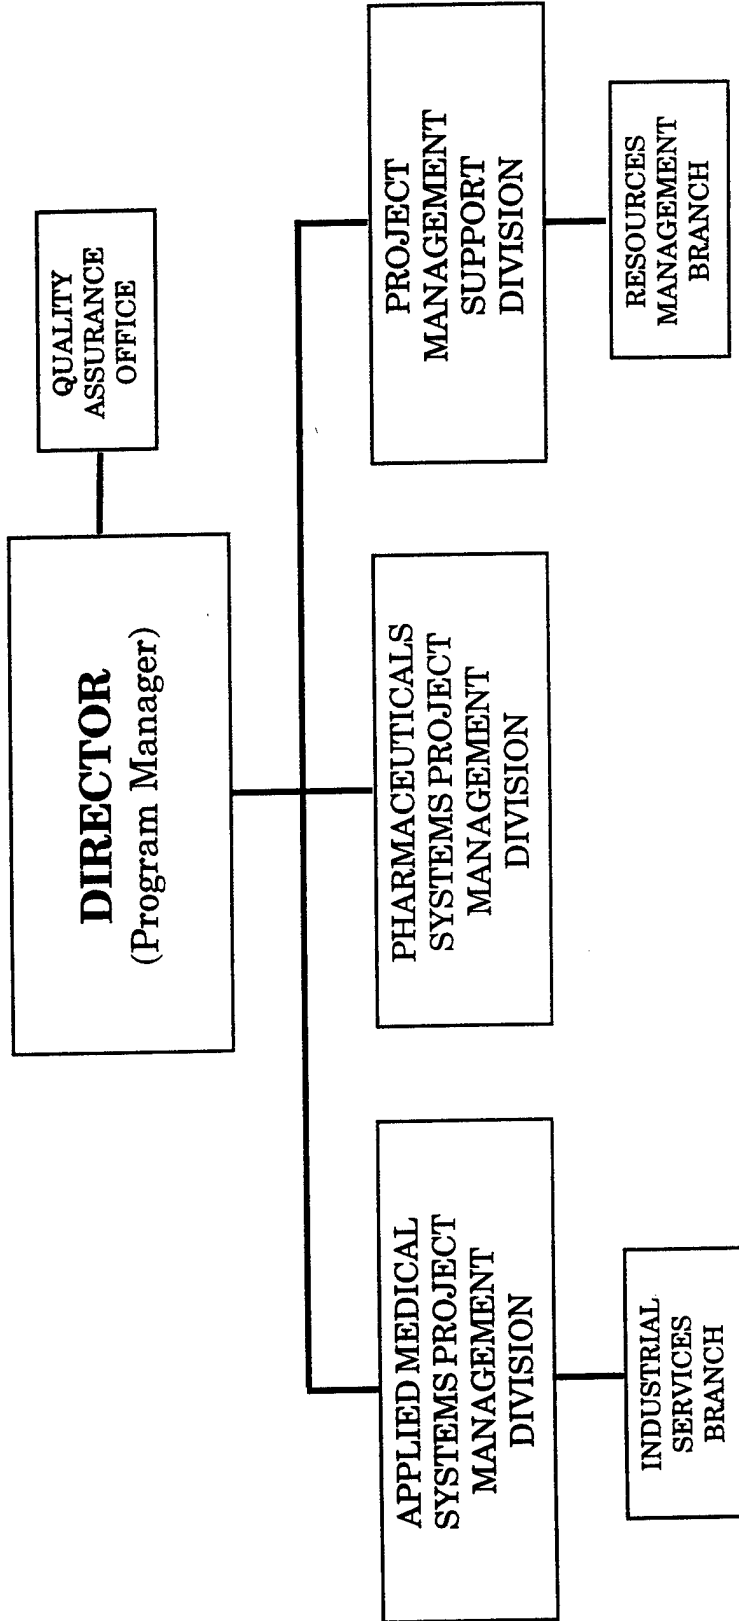 DIRECTOR
(Program Manager)
QUALITY
ASSURANCE
OFFICE
APPLIED MEDICAL
SYSTEMS PROJECT
MANAGEMENT
DIVISION
PHARMACEUTICALS
SYSTEMS PROJECT
MANAGEMENT
DIVISION
PROJECT
MANAGEMENT
SUPPORT
DIVISION
INDUSTRIAL
SERVICES
BRANCH
RESOURCES
MANAGEMENT
BRANCH